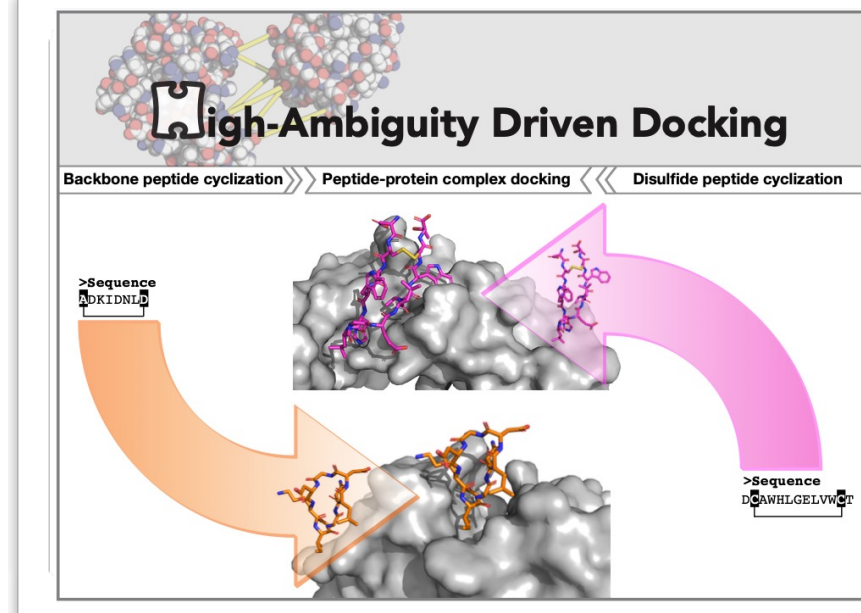 High-Ambiguity Driven Docking
Backbone peptide cyclization
Peptide-protein complex docking
Disulfide peptide cyclization
>Sequence
ADKIDNLD
>Sequence
DCAWHLGELVWCT